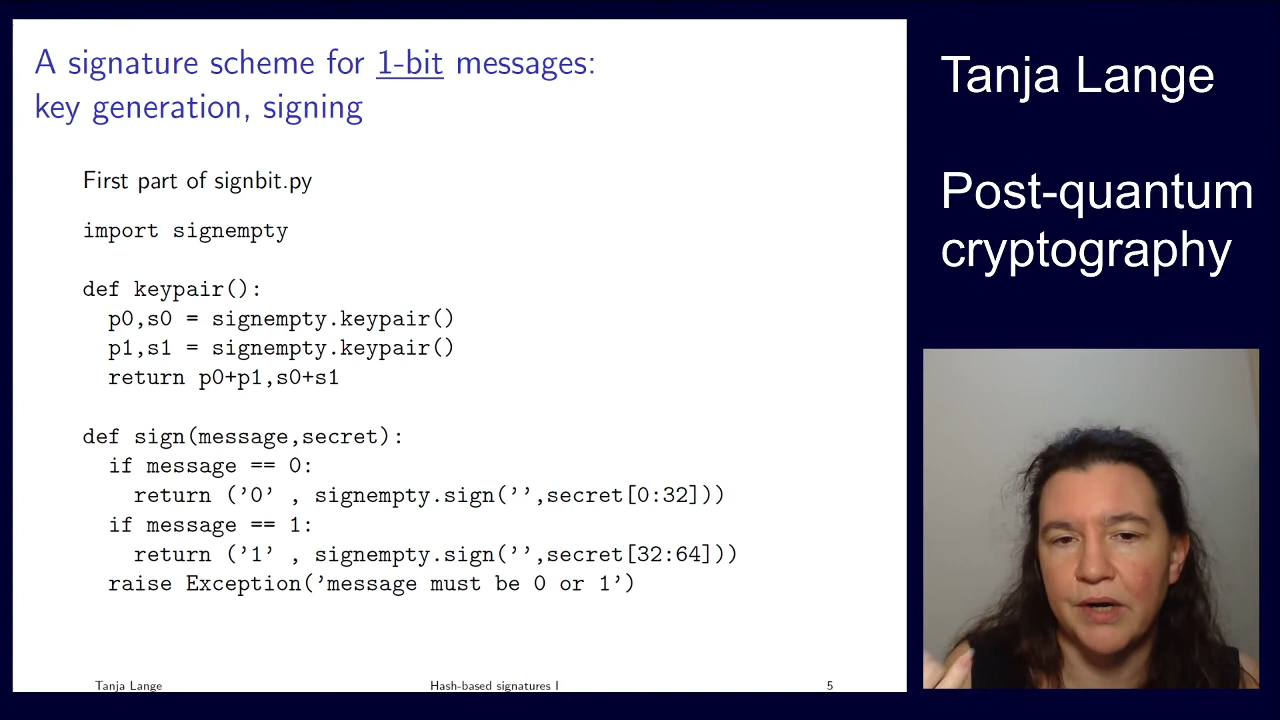 A signature scheme for 1-bit messages:
key generation, signing
First part of signbit.py
import signempty
def keypair():
p0,s0 = signempty.keypair()
p1,s1 = signempty.keypair()
return p0+p1,s0+s1
def sign(message,secret):
if message == 0:
return (’0’ , signempty.sign(’’,secret[0:32]))
if message == 1:
return (’1’ , signempty.sign(’’,secret[32:64]))
raise Exception(’message must be 0 or 1’)
Tanja Lange
Hash-based signatures I
5
Tanja Lange
Post-quantum
cryptography